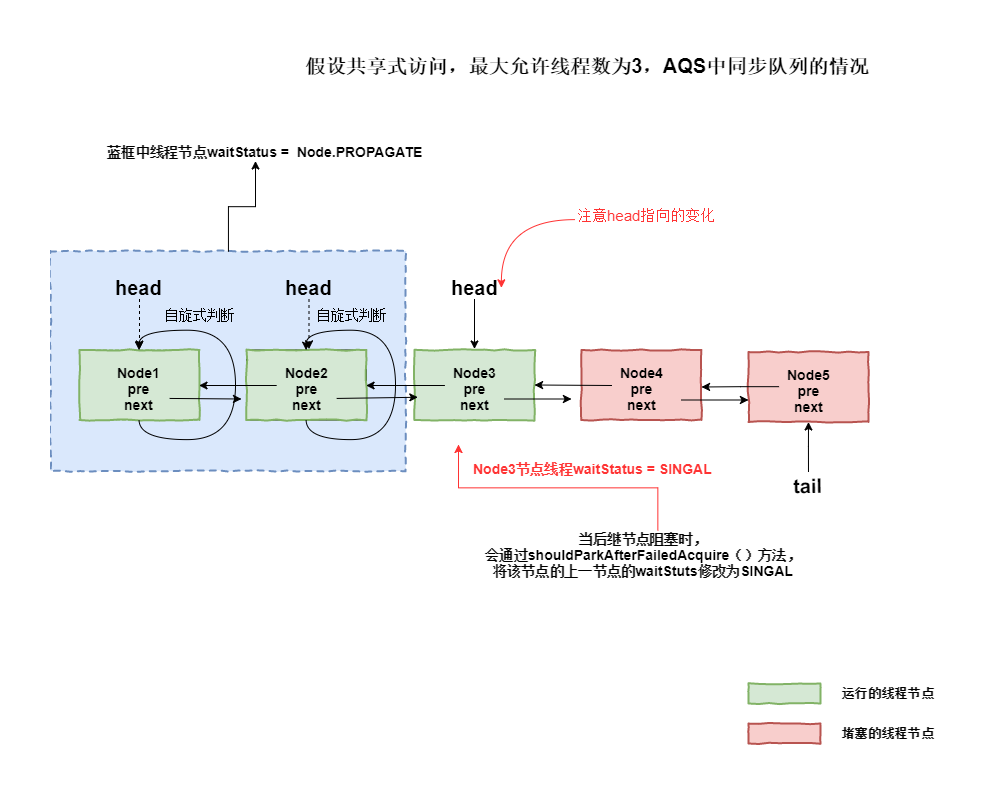 假设共享式访问，最大允许线程数为3，AQS中同步队列的情况
蓝框中线程节点waitStatus = Node.PROPAGATE
注意head指向的变化
head
head
head
自旋式判断
自旋式判断
Node1
pre
next
Node2
pre
next
Node3
pre
next
Node4
pre
next
Node5
pre
next
Node3节点线程waitStatus = SINGAL
tail
当后继节点阻塞时，
会通过shouldParkAfterFailedAcquire（）方法，
将该节点的上一节点的waitStuts修改为SINGAL
运行的线程节点
堵塞的线程节点